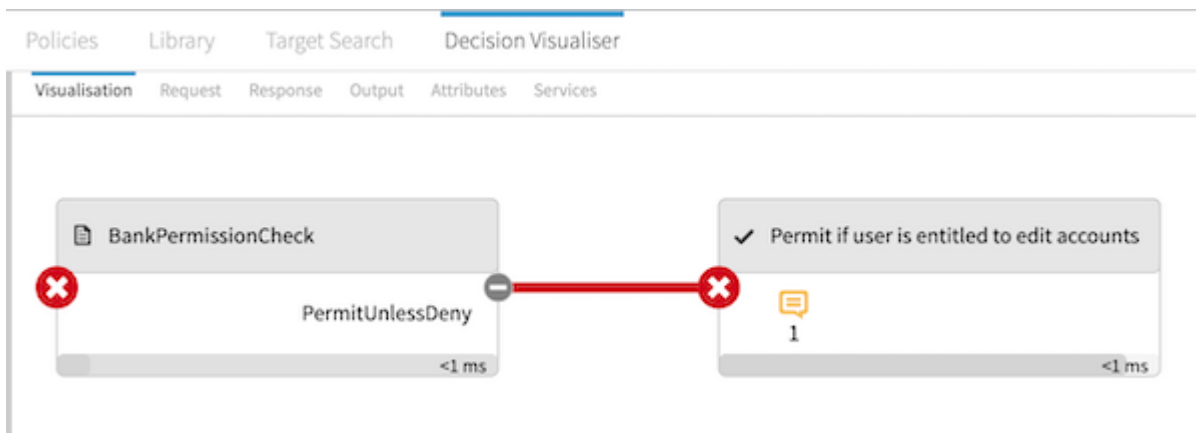 Policies Library Target Search Decision Visualiser
Visualisation Request Response Output Attributes Services
BankPermissionCheck
PermitUnlessDeny
<1 ms
Permit if user is entitled to edit accounts
1
<1 ms